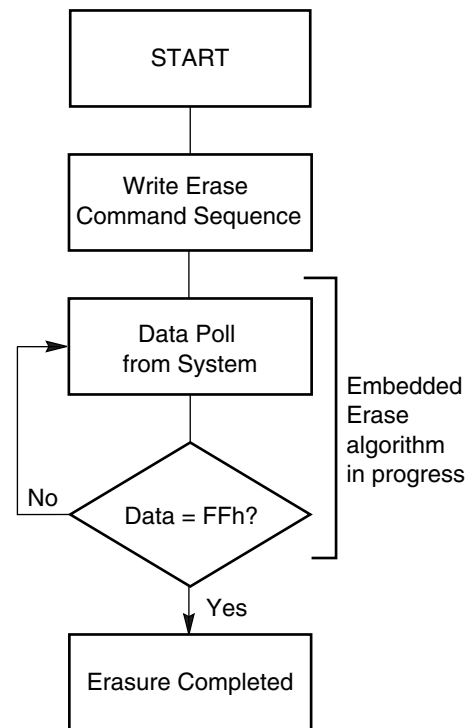 START
Write Erase
Command Sequence
Data Poll
from System
Embedded
Erase
algorithm
in progress
No
Data = FFh?
Yes
Erasure Completed